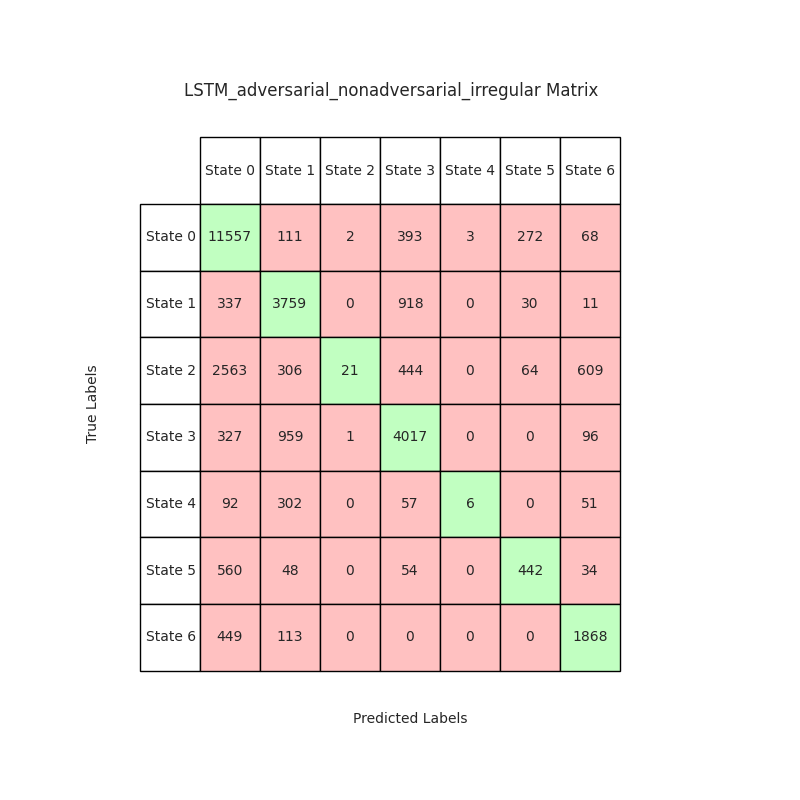 LSTM_adversarial_nonadversarial_irregular Matrix
State 0 State 1 State 2 State 3 State 4 State 5 State 6
State 0 11557 111 2 393 3 272 68
State 1 337 3759 0 918 0 30 11
State 2 2563 306 21 444 0 64 609
State 3 327 959 1 4017 0 0 96
State 4 92 302 0 57 6 0 51
State 5 560 48 0 54 0 442 34
State 6 449 113 0 0 0 0 1868
True Labels
Predicted Labels